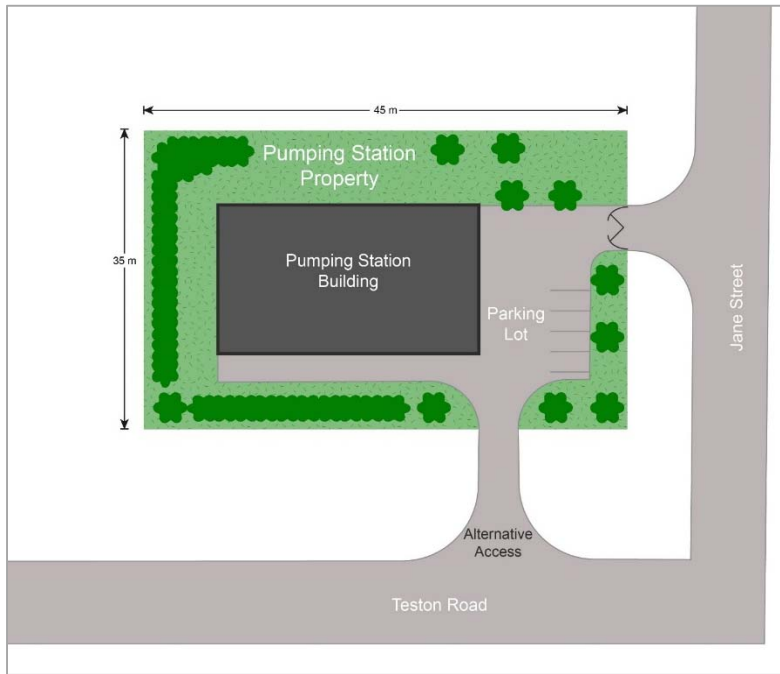 45 m
Pumping Station
Property
35 m
Pumping Station
Building
Parking
Lot
Jane Street
Alternative
Access
Teston Road